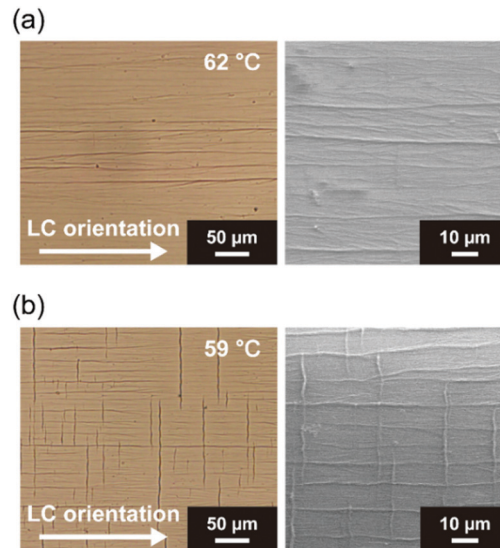 (a)
62 °C
LC orientation
50 µm
10 µm
(b)
59 °C
LC orientation
50 µm
10 µm